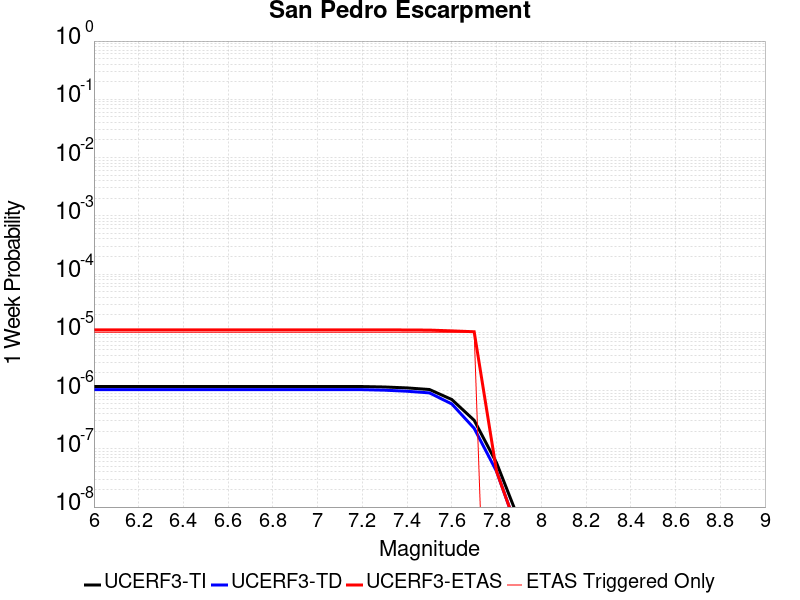 San Pedro Escarpment
1 Week Probability
10^0
10^-1
10^-2
10^-3
10^-4
10^-5
10^-6
10^-7
10^-8
6 6.2 6.4 6.6 6.8 7 7.2 7.4 7.6 7.8 8 8.2 8.4 8.6 8.8 9
Magnitude
UCERF3-TI UCERF3-TD UCERF3-ETAS ETAS Triggered Only